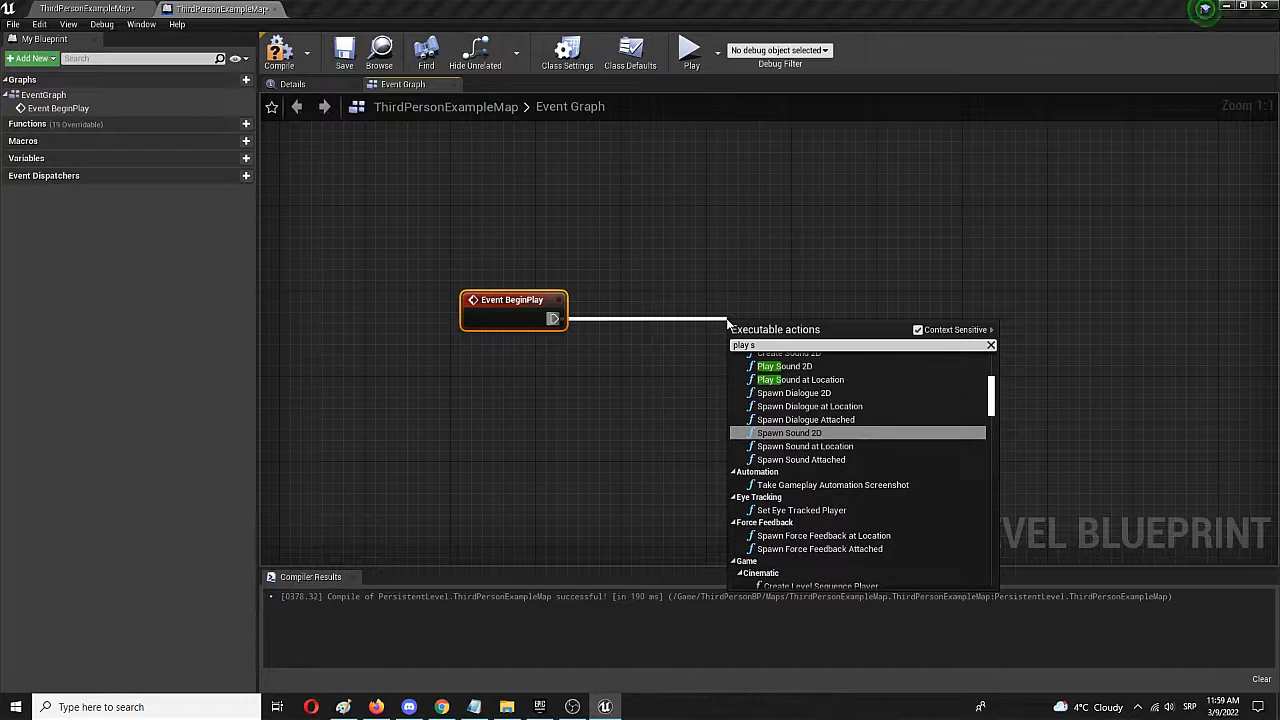 ThirdPersonExampleMap•
ThirdPersonExampleMap•
File Edit View Debug Window Help
My Blueprint
Add New Search
Graphs
EventGraph
Event BeginPlay
Functions (19 Overridable)
Macros
Variables
Event Dispatchers
Compile Save Browse Find Hide Unrelated Class Settings Class Defaults Play
No debug object selected
Debug Filter
Details Event Graph
ThirdPersonExampleMap > Event Graph
Zoom 1:1
Event BeginPlay
Executable actions Context Sensitive
play s
Create Sound 2D
Play Sound 2D
Play Sound at Location
Spawn Dialogue 2D
Spawn Dialogue at Location
Spawn Dialogue Attached
Spawn Sound 2D
Spawn Sound at Location
Spawn Sound Attached
Automation
Take Gameplay Automation Screenshot
Eye Tracking
Set Eye Tracked Player
Force Feedback
Spawn Force Feedback at Location
Spawn Force Feedback Attached
Game
Cinematic
Create Level Sequence Player
VEL BLUEPRINT
Compiler Results
• [0378.32] Compile of PersistentLevel.ThirdPersonExampleMap successful! [in 190 ms] (/Game/ThirdPersonBP/Maps/ThirdPersonExampleMap.ThirdPersonExampleMap:PersistentLevel.ThirdPersonExampleMap)
Clear
Type here to search
EPIC
4°C Cloudy
SRP
11:59 AM
3/9/2022